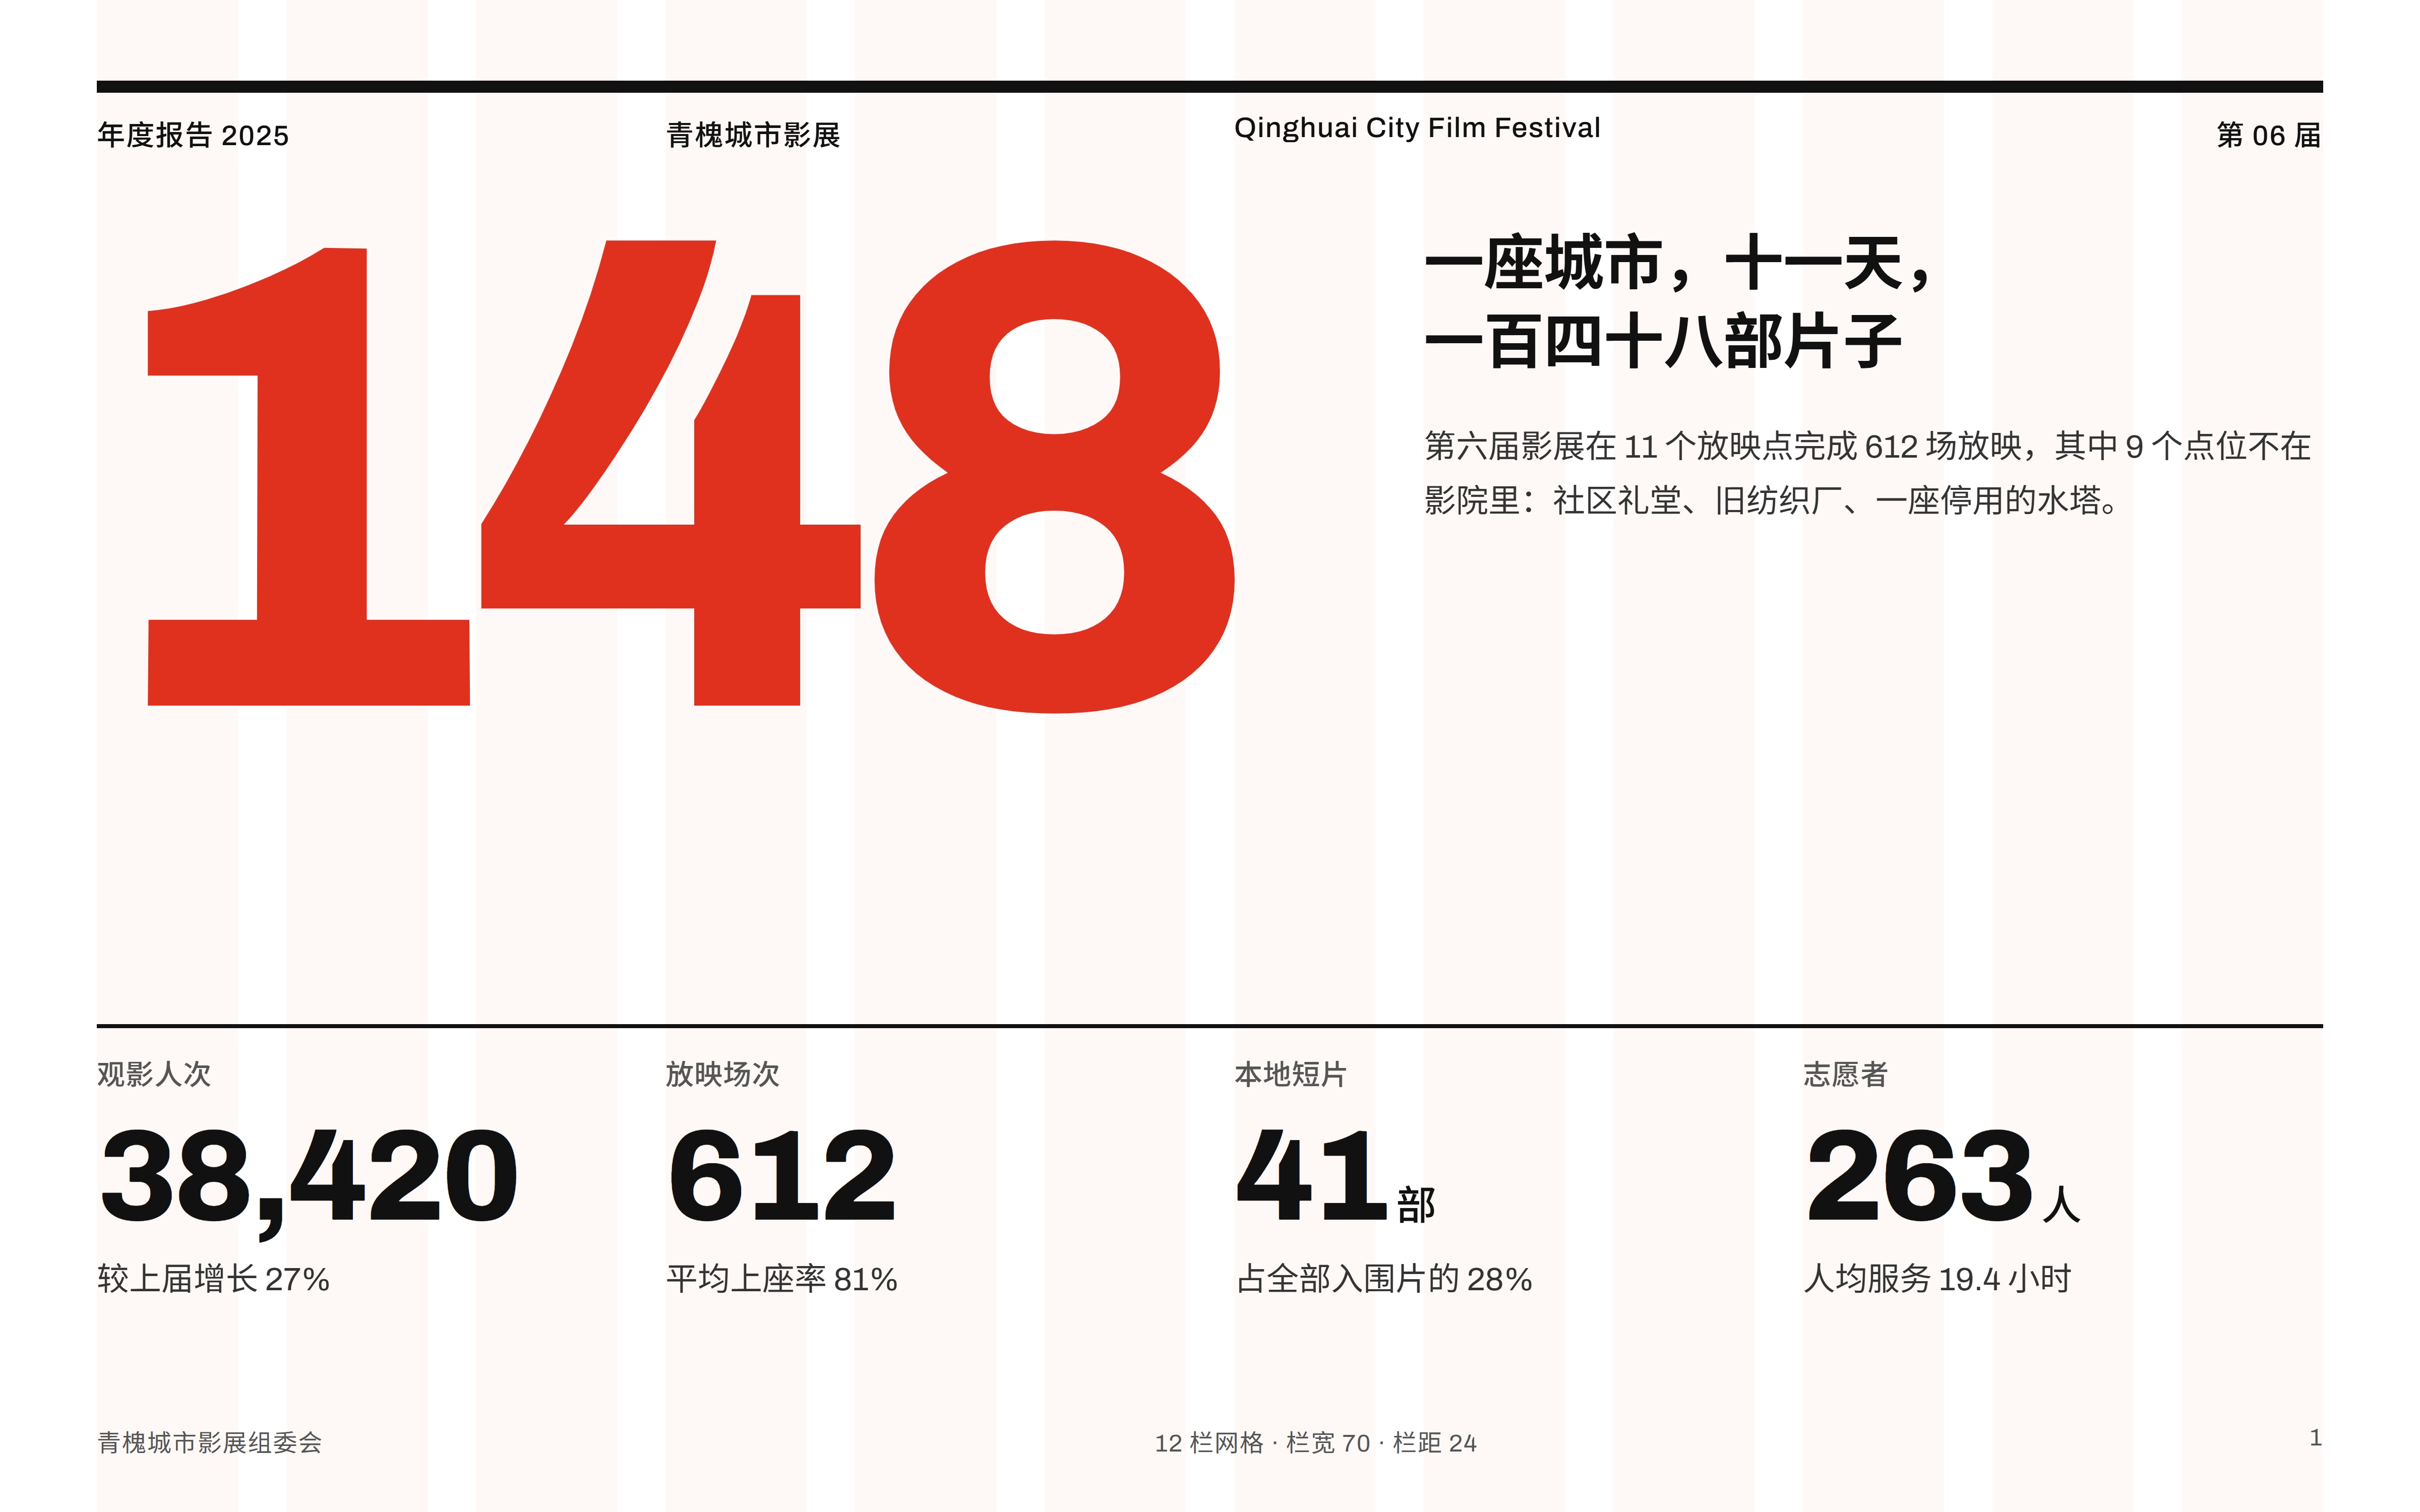 年度报告 2025
青槐城市影展
Qinghuai City Film Festival
第 06 届
148
一座城市，十一天，
一百四十八部片子
第六届影展在 11 个放映点完成 612 场放映，其中 9 个点位不在
影院里：社区礼堂、旧纺织厂、一座停用的水塔。
观影人次
38,420
较上届增长 27%
放映场次
612
平均上座率 81%
本地短片
41 部
占全部入围片的 28%
志愿者
263 人
人均服务 19.4 小时
青槐城市影展组委会
12 栏网格 · 栏宽 70 · 栏距 24
1